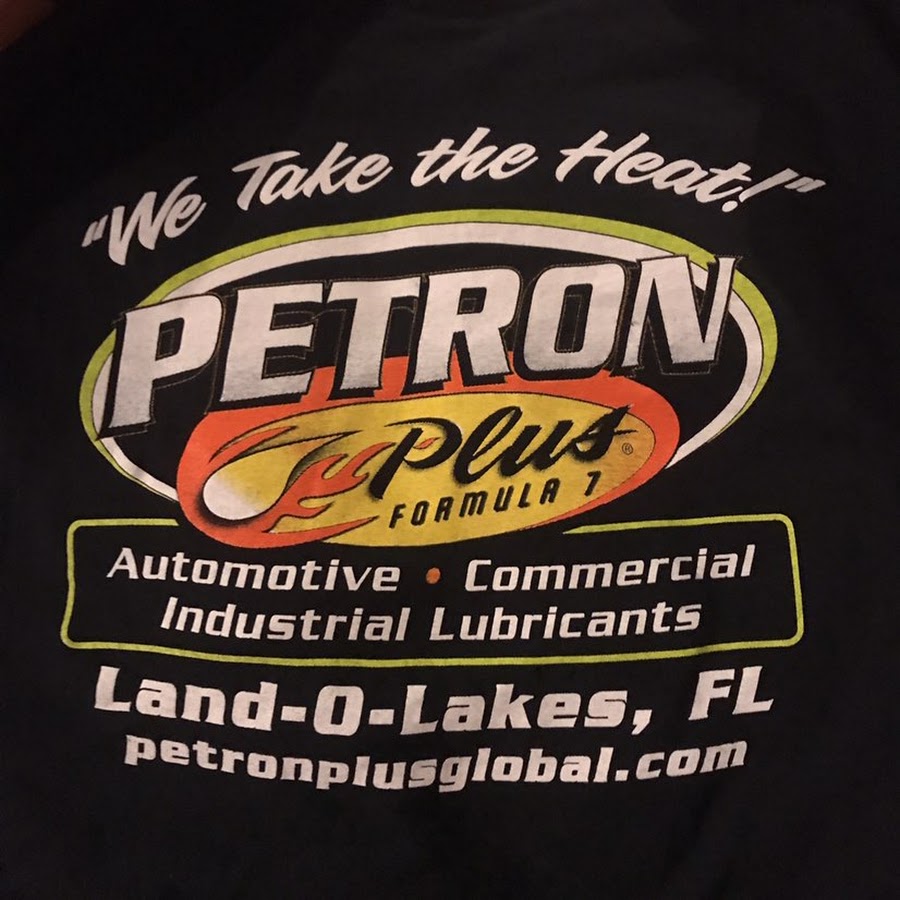 "We Take the Heat!"
PETRON
Plus®
FORMULA 7
Automotive • Commercial
Industrial Lubricants
Land-O-Lakes, FL
petronplusglobal.com